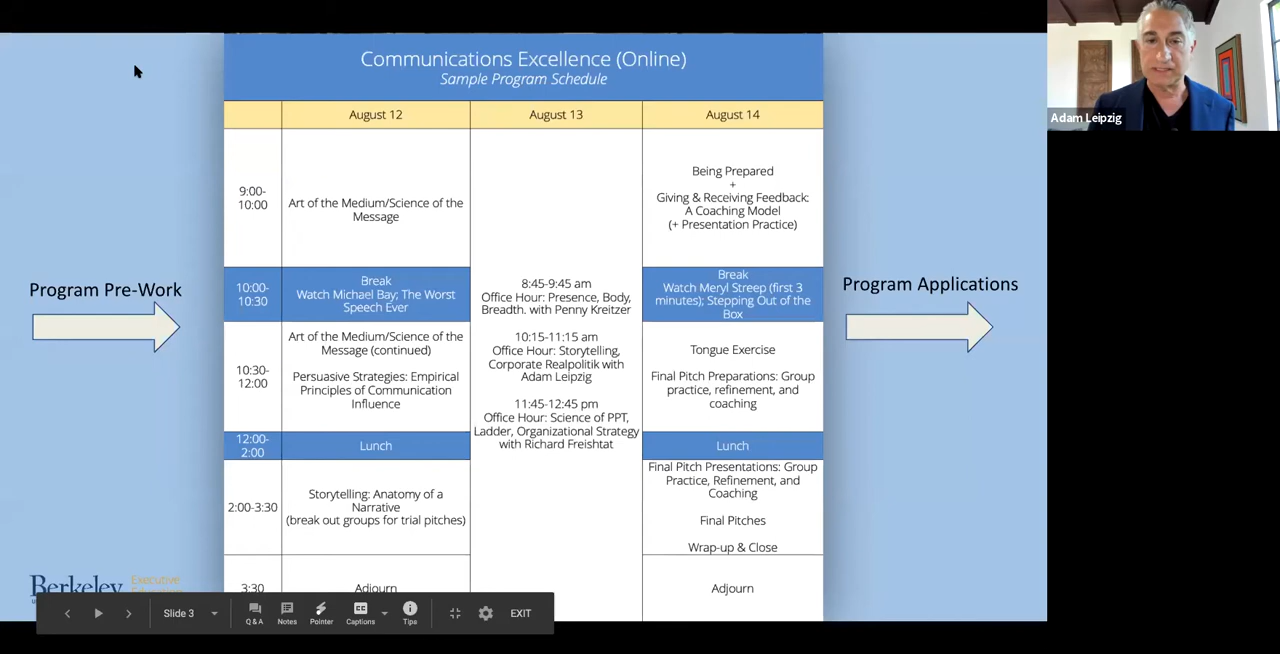 Communications Excellence (Online)
Sample Program Schedule
August 12
August 13
August 14
9:00-
10:00
Art of the Medium/Science of the
Message
Being Prepared
+
Giving & Receiving Feedback:
A Coaching Model
(+ Presentation Practice)
10:00-
10:30
Break
Watch Michael Bay; The Worst
Speech Ever
8:45-9:45 am
Office Hour: Presence, Body,
Breadth. with Penny Kreitzer
10:15-11:15 am
Office Hour: Storytelling,
Corporate Realpolitik with
Adam Leipzig
11:45-12:45 pm
Office Hour: Science of PPT,
Ladder, Organizational Strategy
with Richard Freishtat
Break
Watch Meryl Streep (first 3
minutes); Stepping Out of the
Box
10:30-
12:00
Art of the Medium/Science of the
Message (continued)
Persuasive Strategies: Empirical
Principles of Communication
Influence
Tongue Exercise
Final Pitch Preparations: Group
practice, refinement, and
coaching
12:00-
2:00
Lunch
Lunch
2:00-3:30
Storytelling: Anatomy of a
Narrative
(break out groups for trial pitches)
Final Pitch Presentations: Group
Practice, Refinement, and
Coaching
Final Pitches
Wrap-up & Close
3:30
Adjourn
Adjourn
Program Pre-Work
Program Applications
Berkeley
Executive
Adam Leipzig
Slide 3
Q & A
Notes
Pointer
Captions
Tips
EXIT